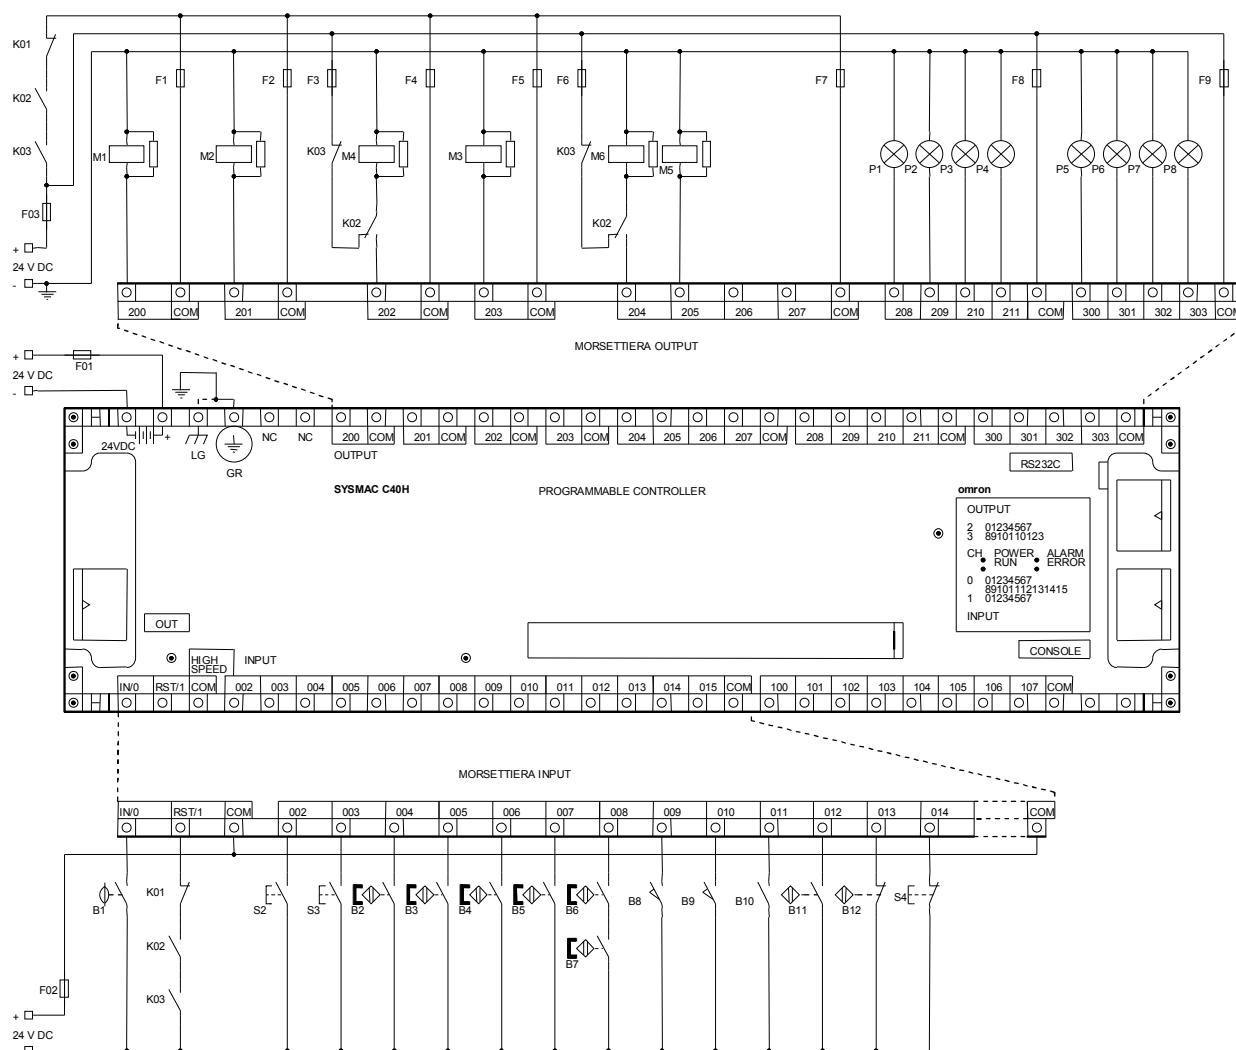 K01
F1
F2
F3
F4
F5
F6
F7
F8
F9
K02
K03
M1
M2
K03
M4
M3
K03
M6
M5
P1
P2
P3
P4
P5
P6
P7
P8
F03
K02
K02
+
24 V DC
-
200
COM
201
COM
202
COM
203
COM
204
205
206
207
COM
208
209
210
211
COM
300
301
302
303
COM
MORSETTIERA OUTPUT
+
F01
24 V DC
-
24VDC
+
LG
GR
NC
NC
200
COM
201
COM
202
COM
203
COM
204
205
206
207
COM
208
209
210
211
COM
300
301
302
303
COM
OUTPUT
RS232C
SYSMAC C40H
PROGRAMMABLE CONTROLLER
omron
OUTPUT
2 01234567
3 8910110123
CH POWER ALARM
RUN ERROR
0 01234567
89101112131415
1 01234567
INPUT
OUT
CONSOLE
HIGH
SPEED
INPUT
IN/0
RST/1
COM
002
003
004
005
006
007
008
009
010
011
012
013
014
015
COM
100
101
102
103
104
105
106
107
COM
MORSETTIERA INPUT
IN/0
RST/1
COM
002
003
004
005
006
007
008
009
010
011
012
013
014
COM
B1
K01
S2
S3
B2
B3
B4
B5
B6
B8
B9
B10
B11
B12
S4
K02
B7
F02
K03
+
24 V DC